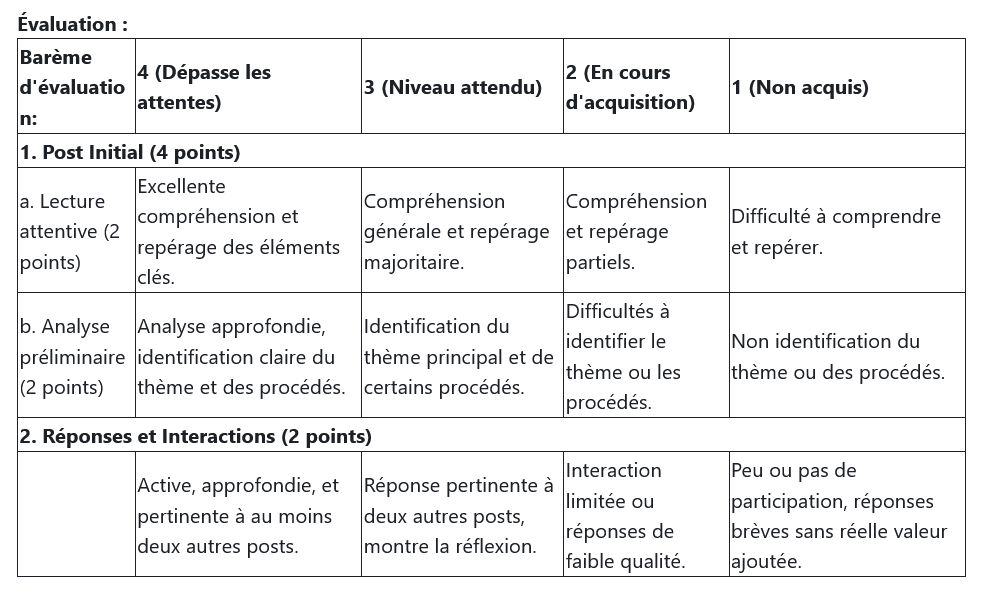 Évaluation :
Barème
d'évaluatio
n:
4 (Dépasse les
attentes)
3 (Niveau attendu)
2 (En cours
d'acquisition)
1 (Non acquis)
1. Post Initial (4 points)
a. Lecture
attentive (2
points)
Excellente
compréhension et
repérage des éléments
clés.
Compréhension
générale et repérage
majoritaire.
Compréhension
et repérage
partiels.
Difficulté à comprendre
et repérer.
b. Analyse
préliminaire
(2 points)
Analyse approfondie,
identification claire du
thème et des procédés.
Identification du
thème principal et de
certains procédés.
Difficultés à
identifier le
thème ou les
procédés.
Non identification du
thème ou des procédés.
2. Réponses et Interactions (2 points)
Active, approfondie, et
pertinente à au moins
deux autres posts.
Réponse pertinente à
deux autres posts,
montre la réflexion.
Interaction
limitée ou
réponses de
faible qualité.
Peu ou pas de
participation, réponses
brèves sans réelle valeur
ajoutée.